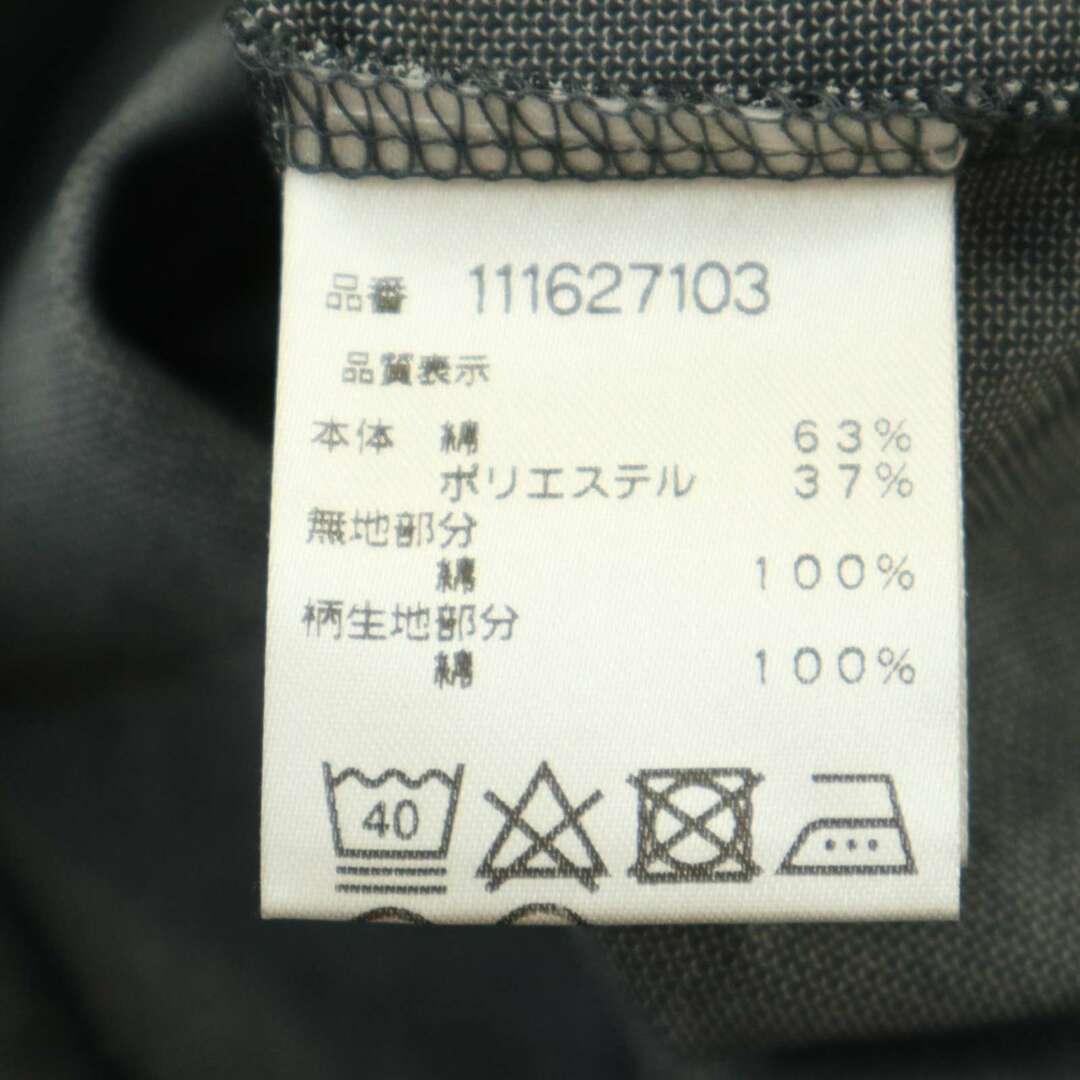 品番 111627103
品質表示
本体 綿 63%
ポリエステル 37%
無地部分
綿 100%
柄生地部分
綿 100%
40